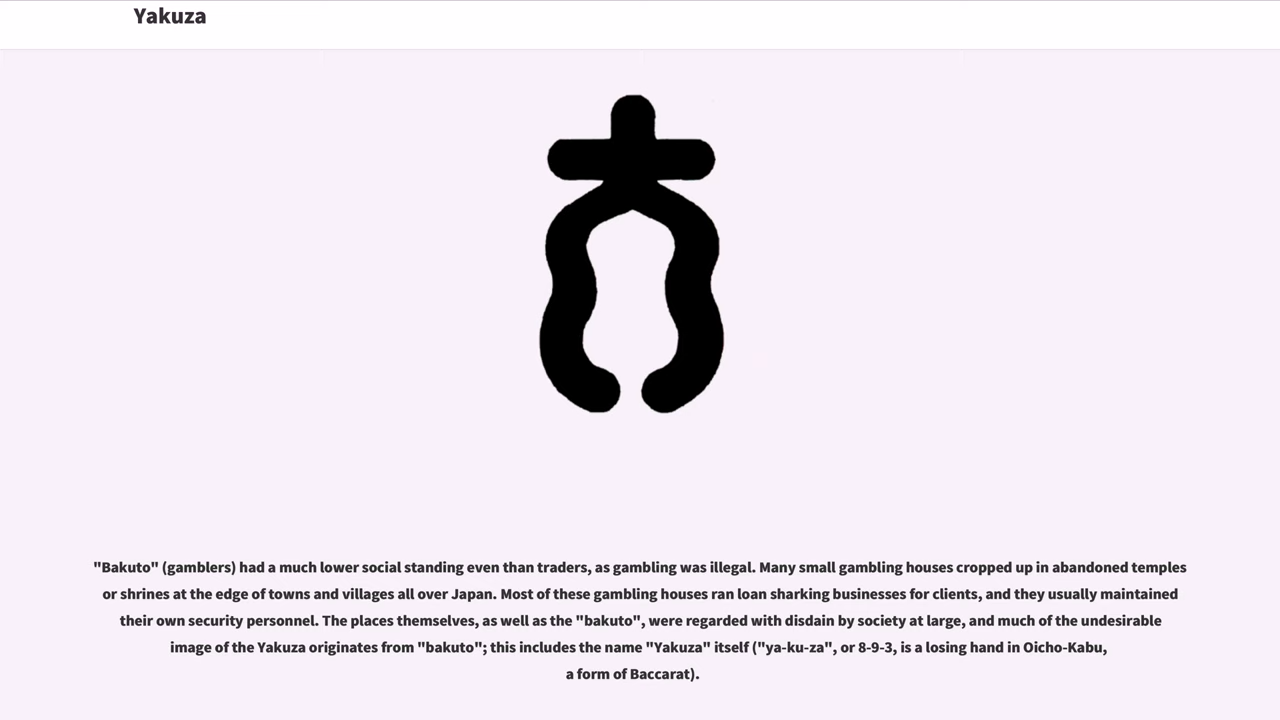 Yakuza
"Bakuto" (gamblers) had a much lower social standing even than traders, as gambling was illegal. Many small gambling houses cropped up in abandoned temples
or shrines at the edge of towns and villages all over Japan. Most of these gambling houses ran loan sharking businesses for clients, and they usually maintained
their own security personnel. The places themselves, as well as the "bakuto", were regarded with disdain by society at large, and much of the undesirable
image of the Yakuza originates from "bakuto"; this includes the name "Yakuza" itself ("ya-ku-za", or 8-9-3, is a losing hand in Oicho-Kabu,
a form of Baccarat).